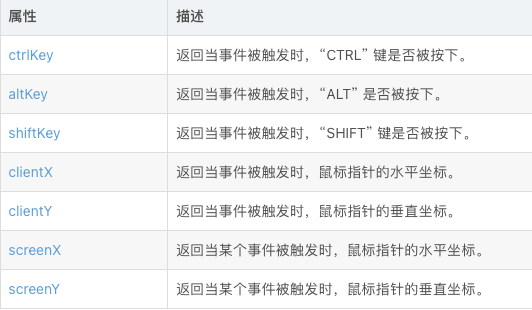 属性 描述
ctrlKey 返回当事件被触发时，“CTRL” 键是否被按下。
altKey 返回当事件被触发时，“ALT” 是否被按下。
shiftKey 返回当事件被触发时，“SHIFT” 键是否被按下。
clientX 返回当事件被触发时，鼠标指针的水平坐标。
clientY 返回当事件被触发时，鼠标指针的垂直坐标。
screenX 返回当某个事件被触发时，鼠标指针的水平坐标。
screenY 返回当某个事件被触发时，鼠标指针的垂直坐标。